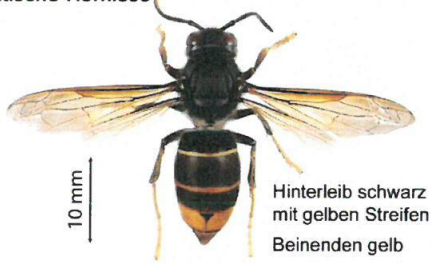 10 mm
Hinterleib schwarz
mit gelben Streifen
Beinenden gelb